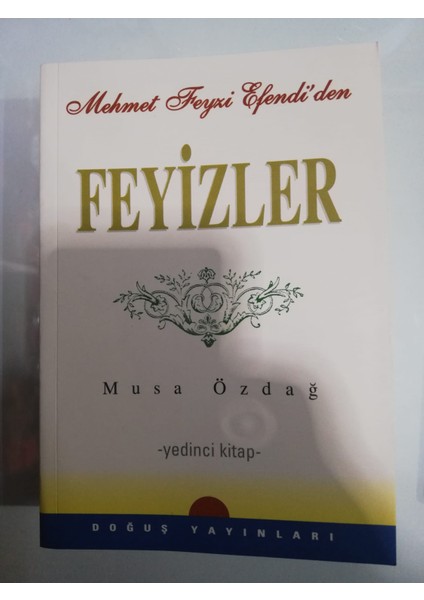 Mehmet Feyzi Efendi'den
FEYİZLER
Musa Özdağ
-yedinci kitap-
DOĞUŞ YAYINLARI